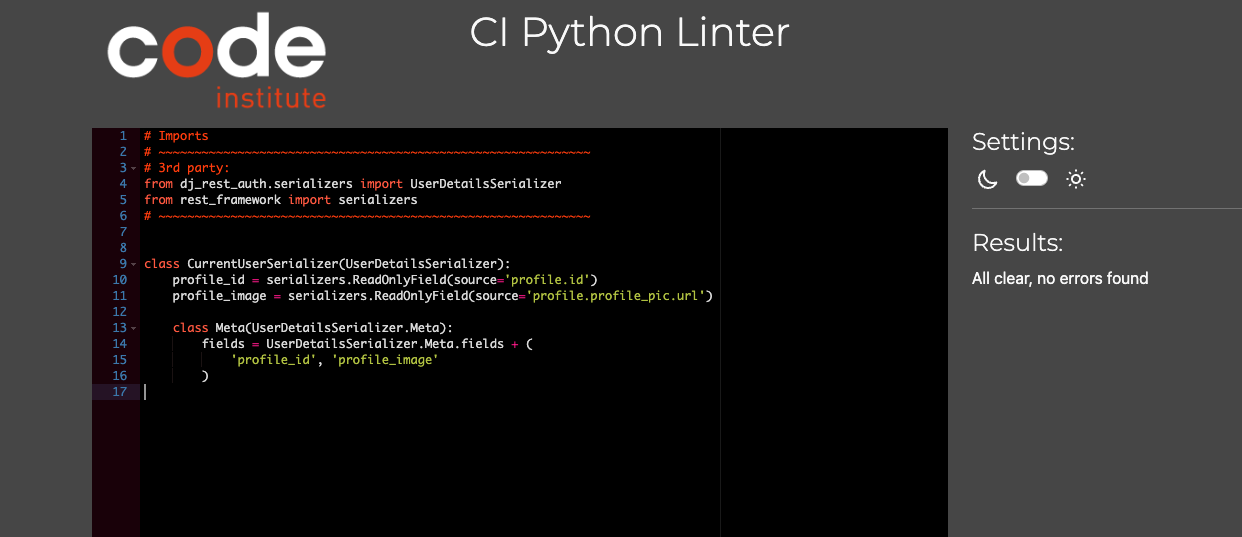 code
institute
CI Python Linter
1 # Imports
2 # ~~~~~~~~~~~~~~~~~~~~~~~~~~~~~~~~~~~~~~~~~~~~~~~~~~~~~~~~~~~~
3 # 3rd party:
4 from dj_rest_auth.serializers import UserDetailsSerializer
5 from rest_framework import serializers
6 # ~~~~~~~~~~~~~~~~~~~~~~~~~~~~~~~~~~~~~~~~~~~~~~~~~~~~~~~~~~~~
7
8
9 class CurrentUserSerializer(UserDetailsSerializer):
10     profile_id = serializers.ReadOnlyField(source='profile.id')
11     profile_image = serializers.ReadOnlyField(source='profile.profile_pic.url')
12
13     class Meta(UserDetailsSerializer.Meta):
14         fields = UserDetailsSerializer.Meta.fields + (
15             'profile_id', 'profile_image'
16         )
17
Settings:
Results:
All clear, no errors found